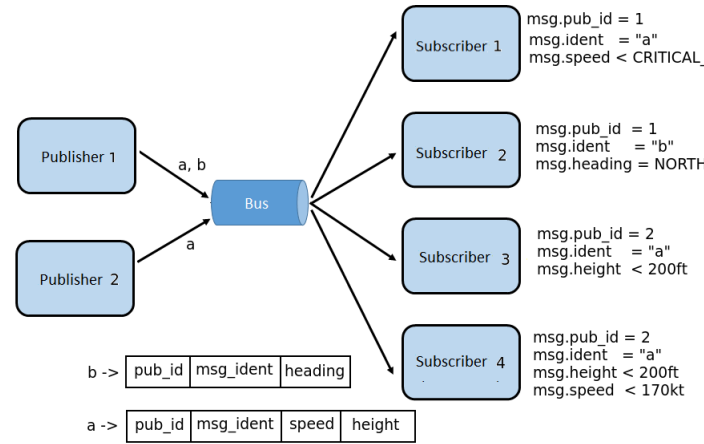 msg.pub_id = 1
msg.ident = "a"
msg.speed < CRITICAL_
Subscriber 1
msg.pub_id = 1
msg.ident = "b"
msg.heading = NORTH
Subscriber 2
Publisher 1
a, b
Bus
a
Publisher 2
msg.pub_id = 2
msg.ident = "a"
msg.height < 200ft
Subscriber 3
msg.pub_id = 2
msg.ident = "a"
msg.height < 200ft
msg.speed < 170kt
Subscriber 4
b -> pub_id msg_ident heading
a -> pub_id msg_ident speed height